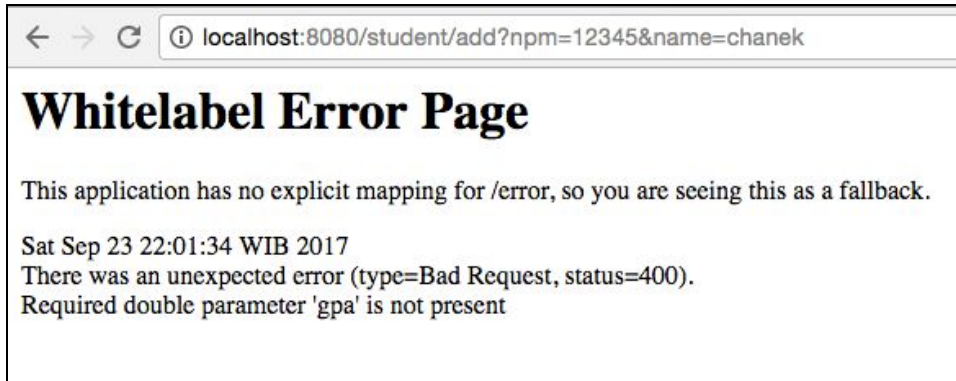 localhost:8080/student/add?npm=12345&name=chanek
Whitelabel Error Page
This application has no explicit mapping for /error, so you are seeing this as a fallback.
Sat Sep 23 22:01:34 WIB 2017
There was an unexpected error (type=Bad Request, status=400).
Required double parameter 'gpa' is not present